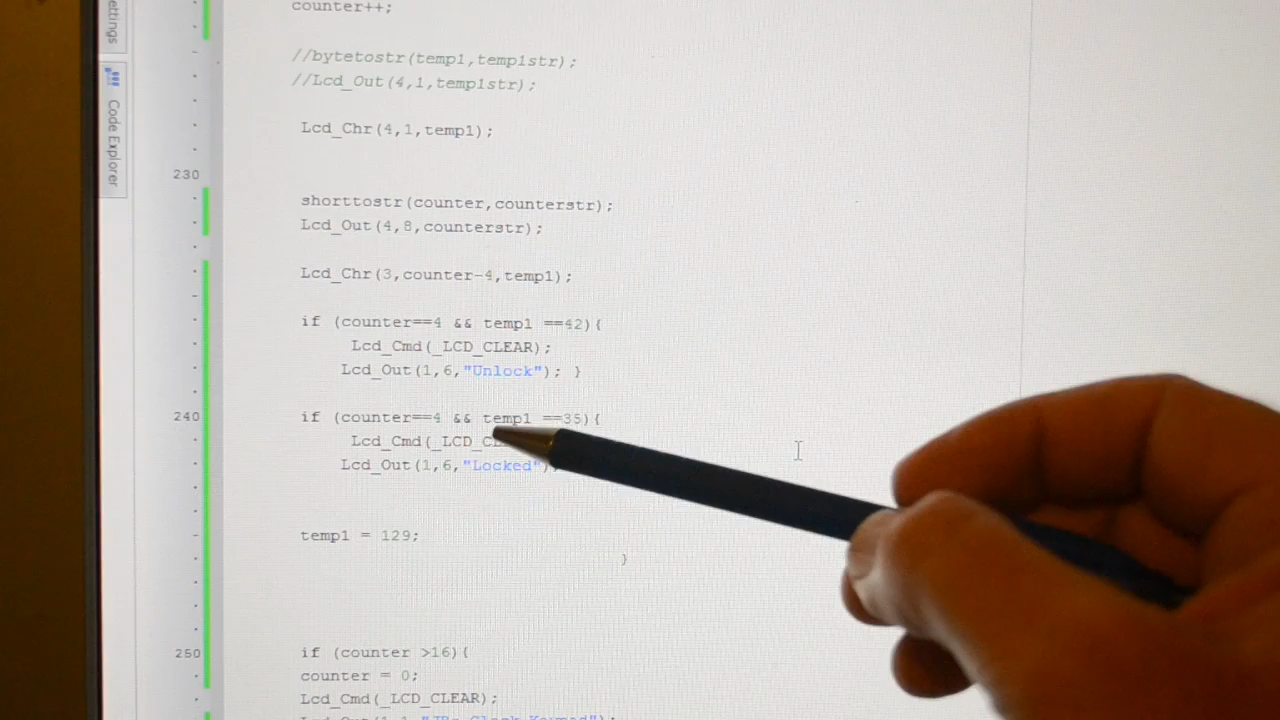 ettings
Code Explorer
counter++;
//bytetostr(temp1,temp1str);
//Lcd_Out(4,1,temp1str);
Lcd_Chr(4,1,temp1);
230
shorttostr(counter,counterstr);
Lcd_Out(4,8,counterstr);
Lcd_Chr(3,counter-4,temp1);
if (counter==4 && temp1 ==42){
Lcd_Cmd(_LCD_CLEAR);
Lcd_Out(1,6,"Unlock"); }
240 if (counter==4 && temp1 ==35){
Lcd_Cmd(_LCD_CL
Lcd_Out(1,6,"Locked")
temp1 = 129;
}
250 if (counter >16){
counter = 0;
Lcd_Cmd(_LCD_CLEAR);